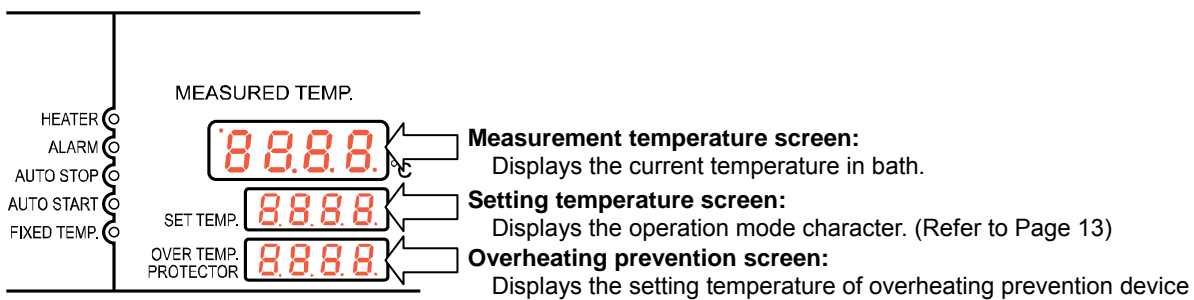 MEASURED TEMP.
HEATER
ALARM
AUTO STOP
AUTO START
FIXED TEMP.
8.8.8.8.
°C
SET TEMP. 8.8.8.8.
OVER TEMP.
PROTECTOR 8.8.8.8.
Measurement temperature screen:
Displays the current temperature in bath.
Setting temperature screen:
Displays the operation mode character. (Refer to Page 13)
Overheating prevention screen:
Displays the setting temperature of overheating prevention device